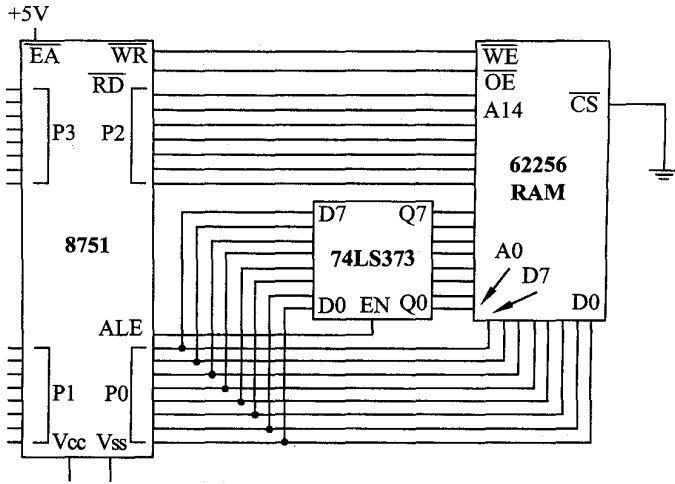 +5V
EA WR
RD
P3 P2
8751
ALE
P1 P0
Vcc Vss
D7 Q7
74LS373
D0 EN Q0
WE
OE
A14
CS
62256
RAM
A0
D7
D0